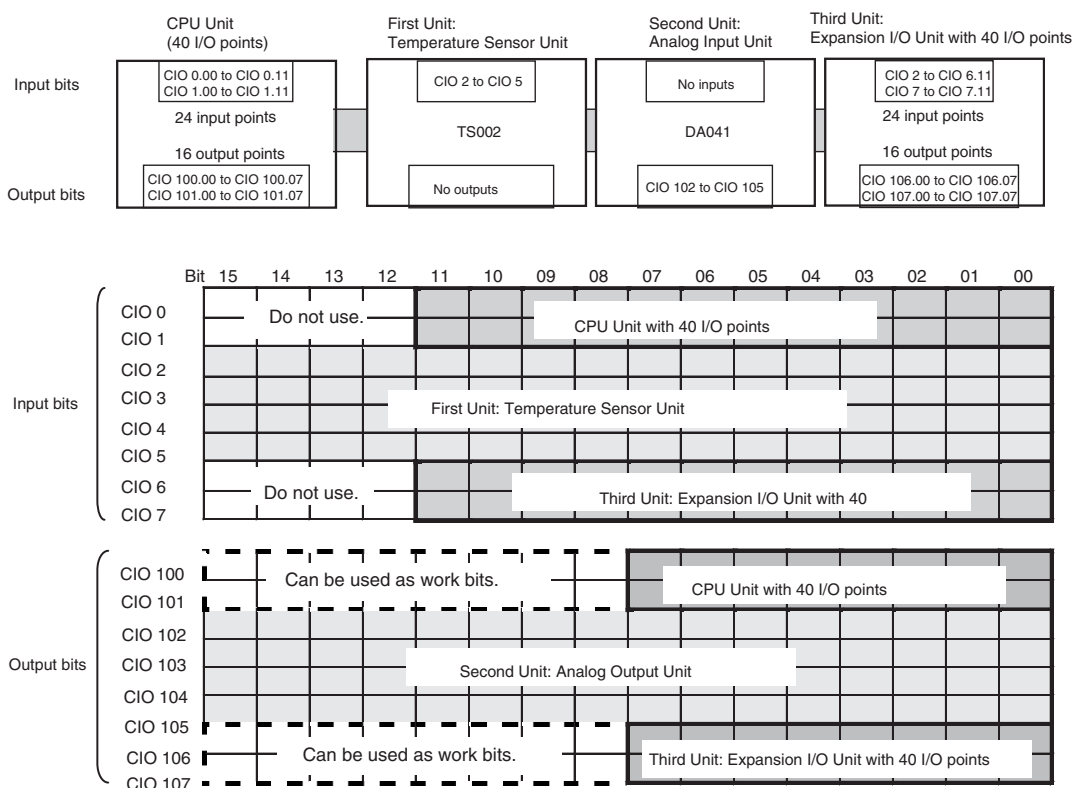 CPU Unit
(40 I/O points)
First Unit:
Temperature Sensor Unit
Second Unit:
Analog Input Unit
Third Unit:
Expansion I/O Unit with 40 I/O points
Input bits
CIO 0.00 to CIO 0.11
CIO 1.00 to CIO 1.11
CIO 2 to CIO 5
No inputs
CIO 2 to CIO 6.11
CIO 7 to CIO 7.11
24 input points
TS002
DA041
24 input points
16 output points
16 output points
Output bits
CIO 100.00 to CIO 100.07
CIO 101.00 to CIO 101.07
No outputs
CIO 102 to CIO 105
CIO 106.00 to CIO 106.07
CIO 107.00 to CIO 107.07
Bit 15 14 13 12 11 10 09 08 07 06 05 04 03 02 01 00
Input bits
CIO 0
CIO 1
CIO 2
CIO 3
CIO 4
CIO 5
CIO 6
CIO 7
Do not use.
CPU Unit with 40 I/O points
First Unit: Temperature Sensor Unit
Do not use.
Third Unit: Expansion I/O Unit with 40
Output bits
CIO 100
CIO 101
CIO 102
CIO 103
CIO 104
CIO 105
CIO 106
CIO 107
Can be used as work bits.
CPU Unit with 40 I/O points
Second Unit: Analog Output Unit
Can be used as work bits.
Third Unit: Expansion I/O Unit with 40 I/O points